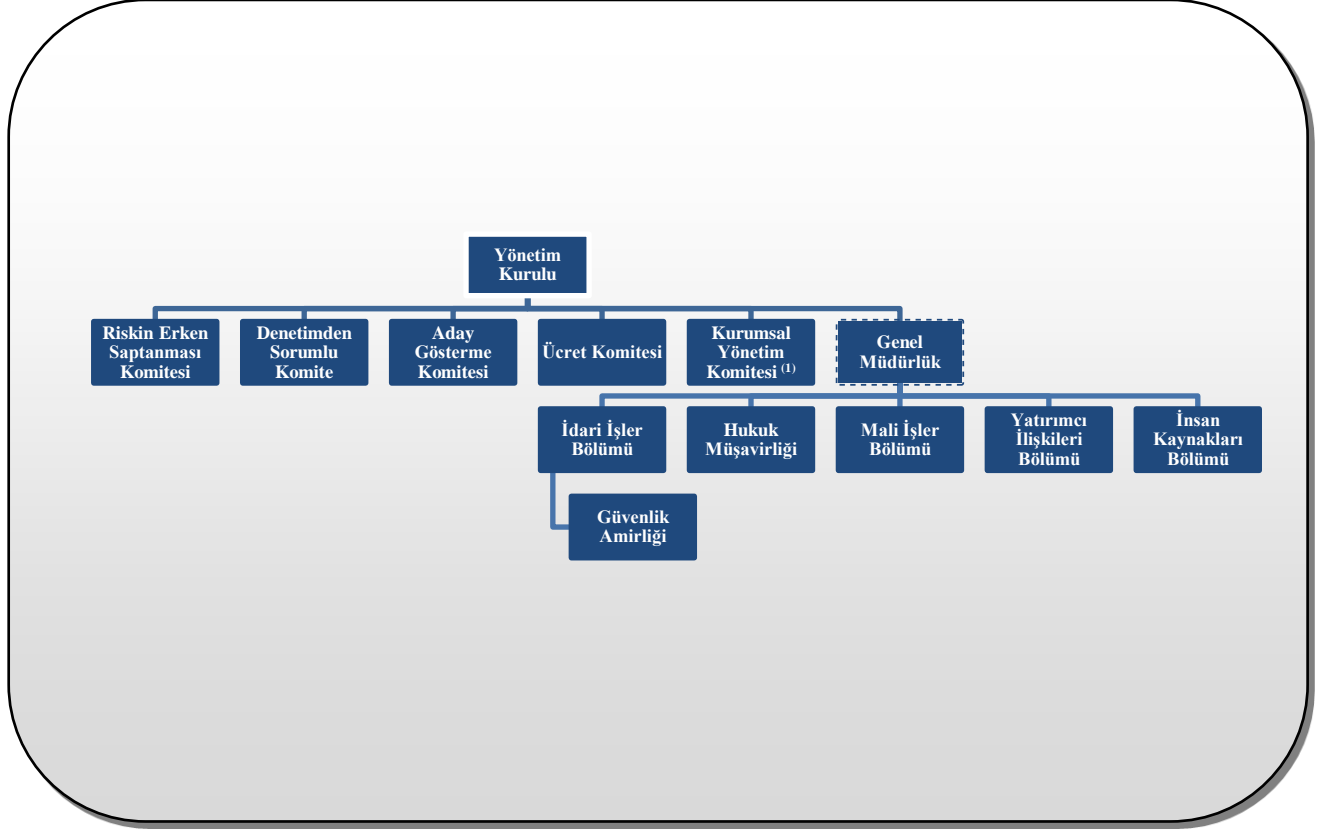 Yönetim
Kurulu
Riskin Erken
Saptanması
Komitesi
Denetimden
Sorumlu
Komite
Aday
Gösterme
Komitesi
Ücret Komitesi
Kurumsal
Yönetim
Komitesi (1)
Genel
Müdürlük
İdari İşler
Bölümü
Hukuk
Müşavirliği
Mali İşler
Bölümü
Yatırımcı
İlişkileri
Bölümü
İnsan
Kaynakları
Bölümü
Güvenlik
Amirliği